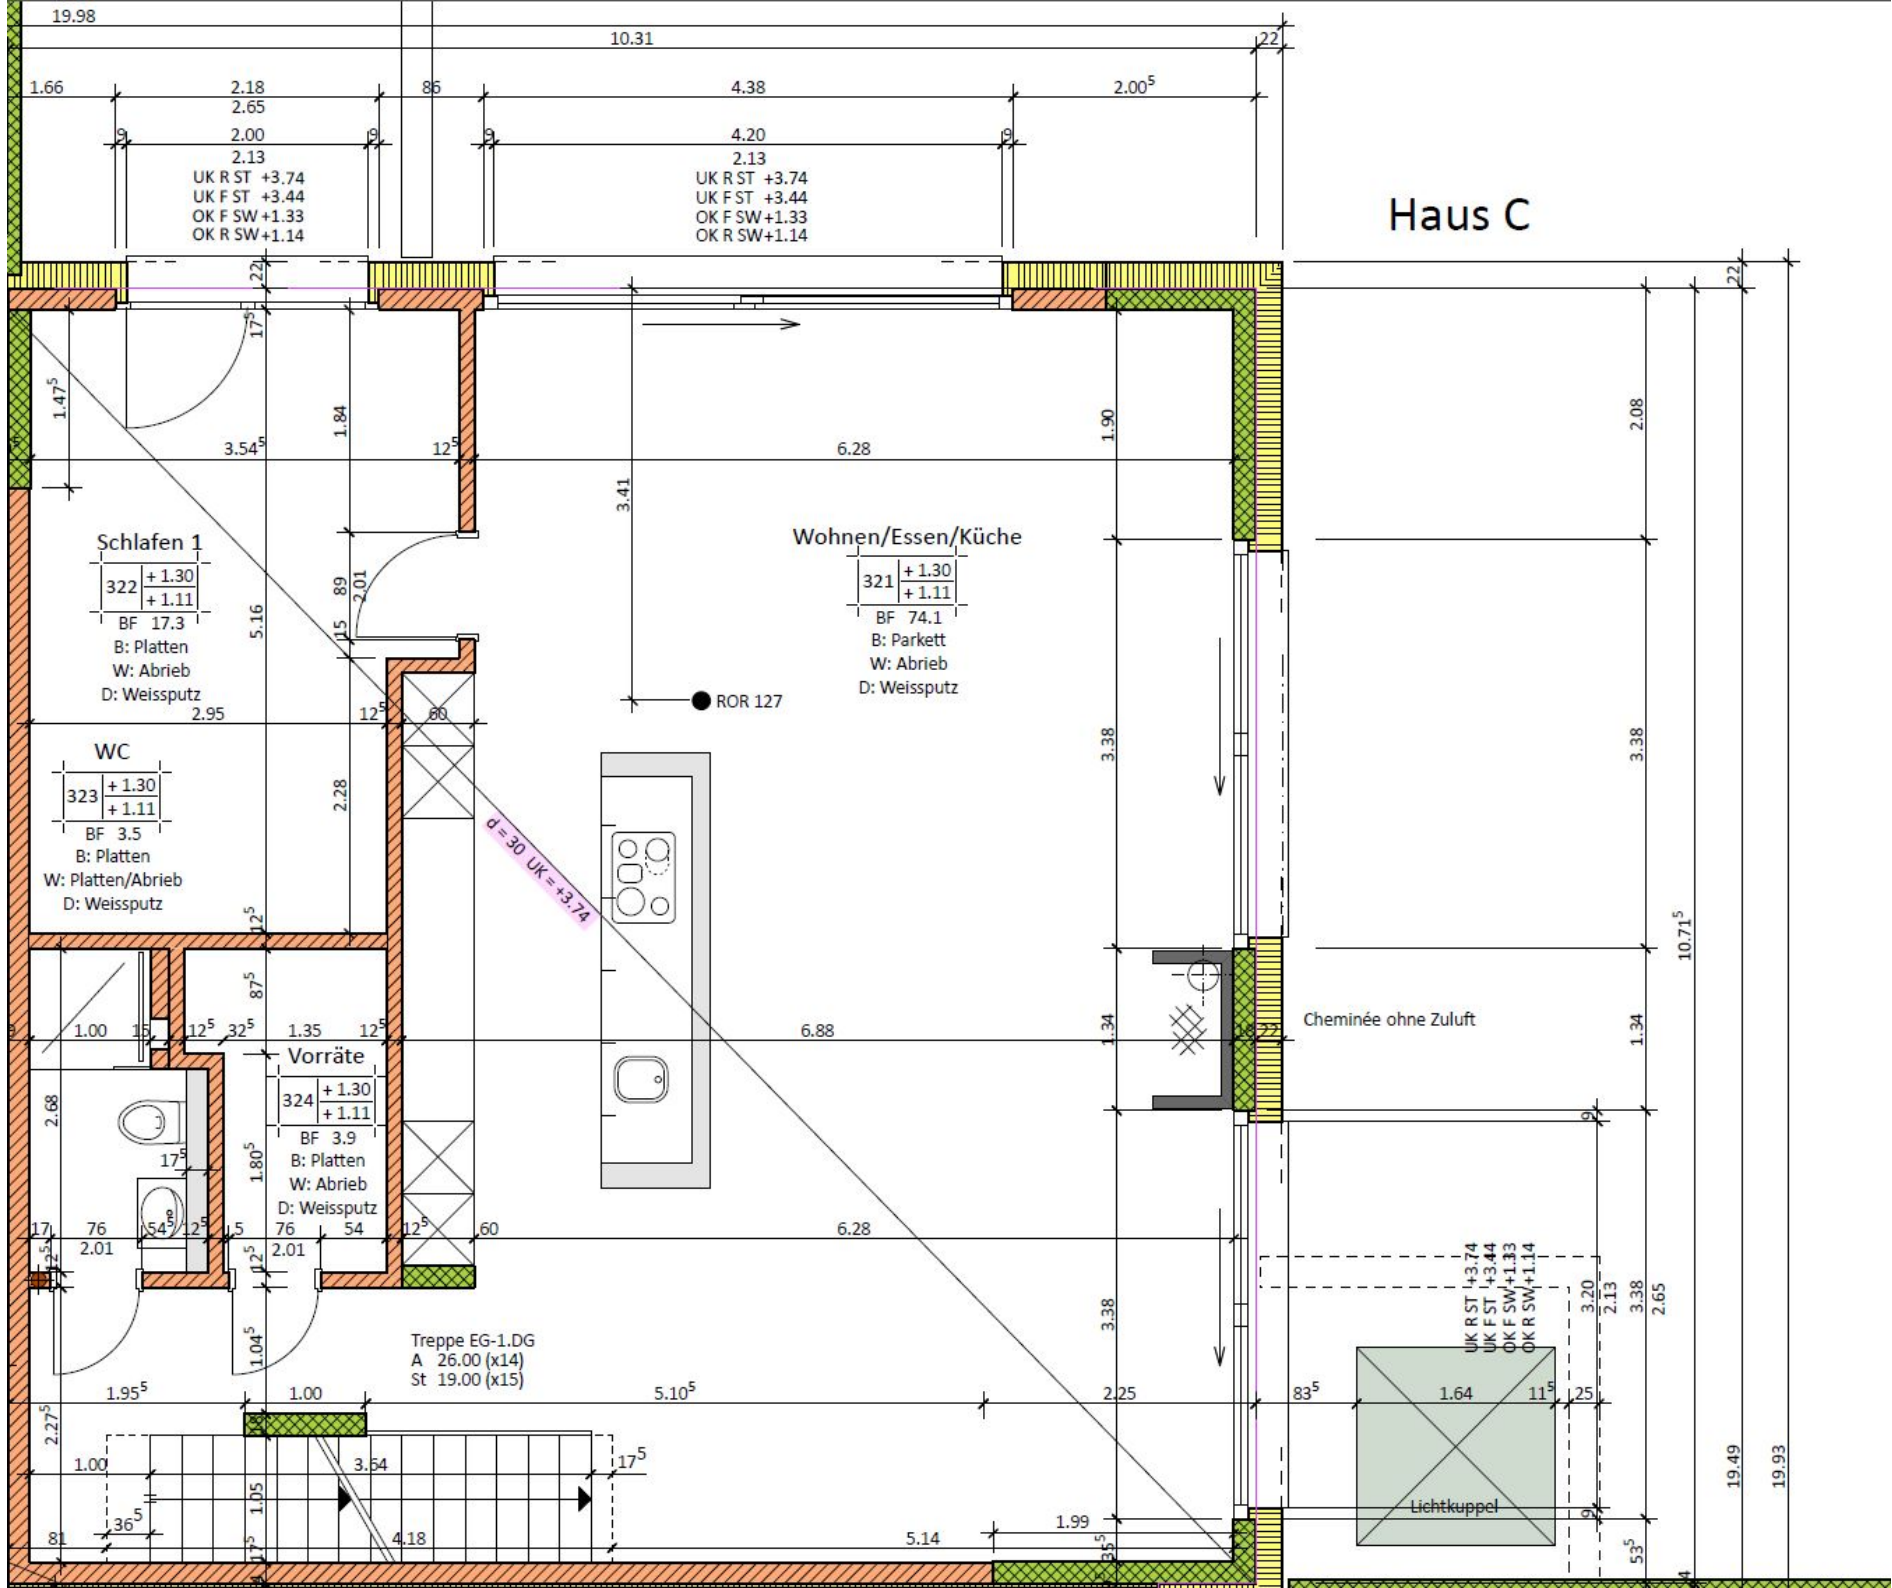 19.98
10.31
22
1.66
2.18
2.65
86
4.38
2.00⁵
9
2.00
9
9
4.20
9
2.13
2.13
UK R ST +3.74
UK F ST +3.44
OK F SW +1.33
OK R SW +1.14
UK R ST +3.74
UK F ST +3.44
OK F SW +1.33
OK R SW +1.14
Haus C
22
22
17⁵
1.47⁵
1.84
1.90
2.08
3.54⁵
12⁵
6.28
3.41
Schlafen 1
322
+ 1.30
+ 1.11
BF 17.3
B: Platten
W: Abrieb
D: Weissputz
89
2.01
15
5.16
Wohnen/Essen/Küche
321
+ 1.30
+ 1.11
BF 74.1
B: Parkett
W: Abrieb
D: Weissputz
ROR 127
2.95
12⁵
60
3.38
3.38
WC
323
+ 1.30
+ 1.11
BF 3.5
B: Platten
W: Platten/Abrieb
D: Weissputz
2.28
d = 30 UK = +3.74
12⁵
10.71⁵
87⁵
1.00
15
12⁵
32⁵
1.35
12⁵
6.88
1.34
22
Cheminée ohne Zuluft
1.34
Vorräte
324
+ 1.30
+ 1.11
BF 3.9
B: Platten
W: Abrieb
D: Weissputz
2.68
17⁵
1.80⁵
9
17
76
2.01
54⁵
12⁵
5
76
2.01
54
12⁵
60
6.28
12⁵
12⁵
UK R ST +3.74
UK F ST +3.44
OK F SW +1.33
OK R SW +1.14
3.20
2.13
3.38
2.65
3.38
1.04⁵
Treppe EG-1.DG
A 26.00 (x14)
St 19.00 (x15)
1.95⁵
1.00
5.10⁵
2.25
83⁵
1.64
11⁵
25
2.27⁵
18
1.00
3.64
17⁵
19.49
19.93
1.05
Lichtkuppel
9
36⁵
1.99
81
4.18
5.14
17⁵
35⁵
53⁵
4